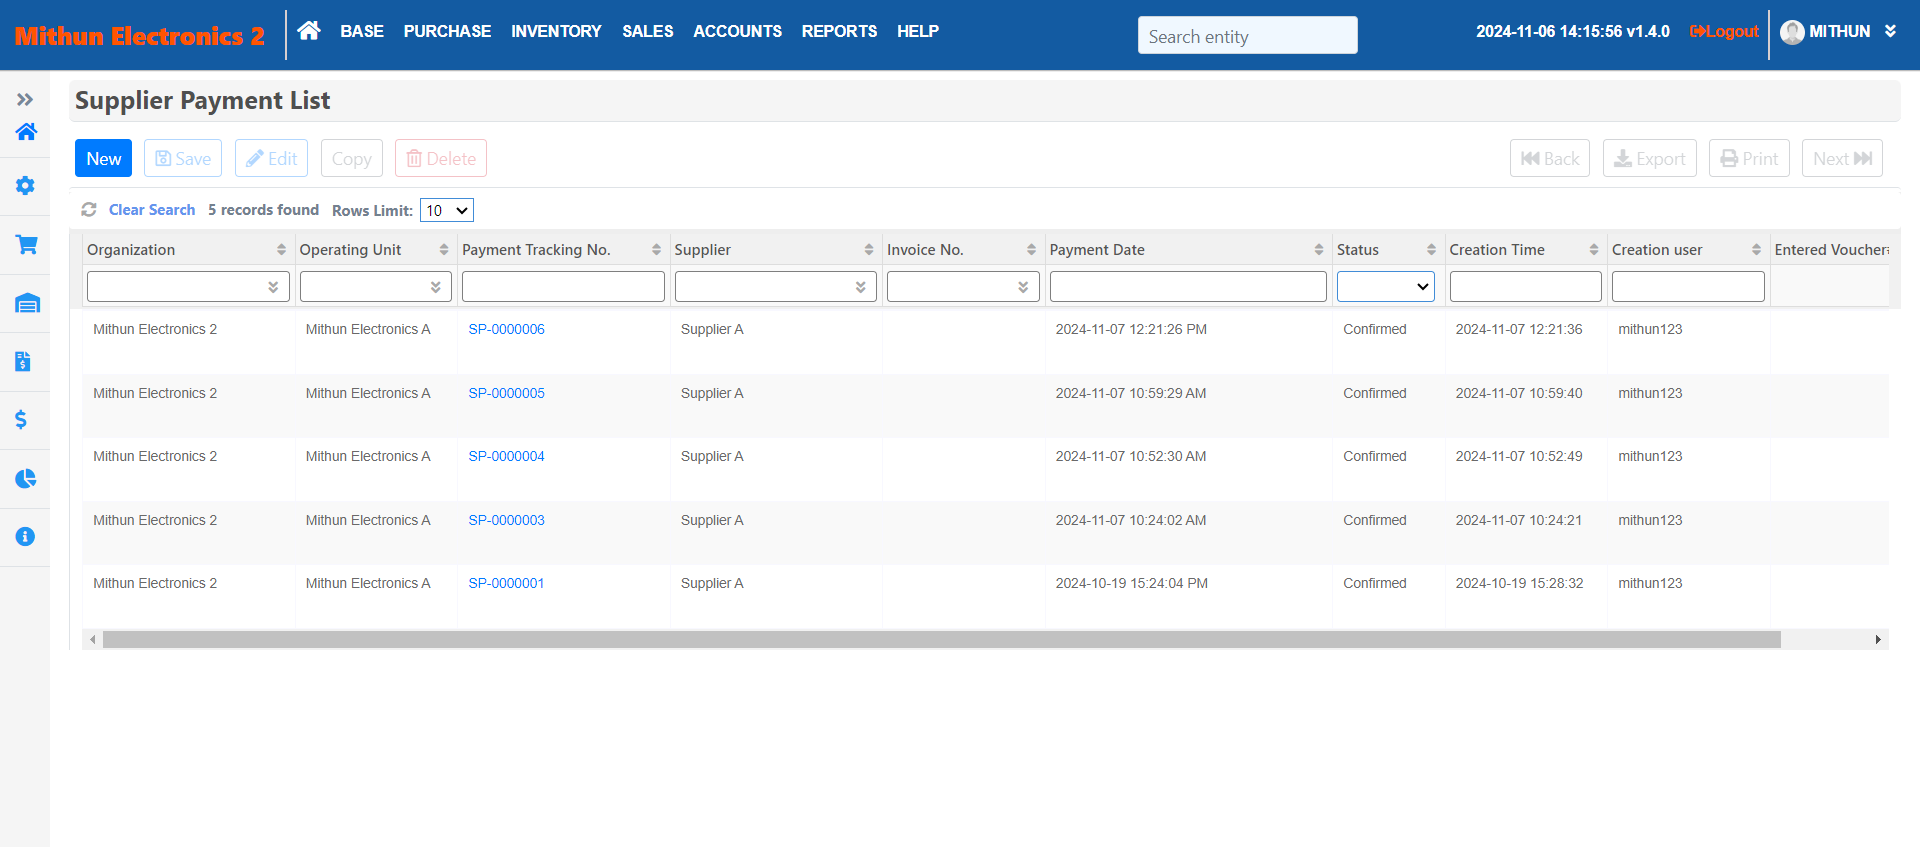 Mithun Electronics 2 BASE PURCHASE INVENTORY SALES ACCOUNTS REPORTS HELP Search entity 2024-11-06 14:15:56 v1.4.0 Logout MITHUN
Supplier Payment List
New Save Edit Copy Delete Back Export Print Next
Clear Search 5 records found Rows Limit: 10
Organization Operating Unit Payment Tracking No. Supplier Invoice No. Payment Date Status Creation Time Creation user Entered Voucher
Mithun Electronics 2 Mithun Electronics A SP-0000006 Supplier A 2024-11-07 12:21:26 PM Confirmed 2024-11-07 12:21:36 mithun123
Mithun Electronics 2 Mithun Electronics A SP-0000005 Supplier A 2024-11-07 10:59:29 AM Confirmed 2024-11-07 10:59:40 mithun123
Mithun Electronics 2 Mithun Electronics A SP-0000004 Supplier A 2024-11-07 10:52:30 AM Confirmed 2024-11-07 10:52:49 mithun123
Mithun Electronics 2 Mithun Electronics A SP-0000003 Supplier A 2024-11-07 10:24:02 AM Confirmed 2024-11-07 10:24:21 mithun123
Mithun Electronics 2 Mithun Electronics A SP-0000001 Supplier A 2024-10-19 15:24:04 PM Confirmed 2024-10-19 15:28:32 mithun123